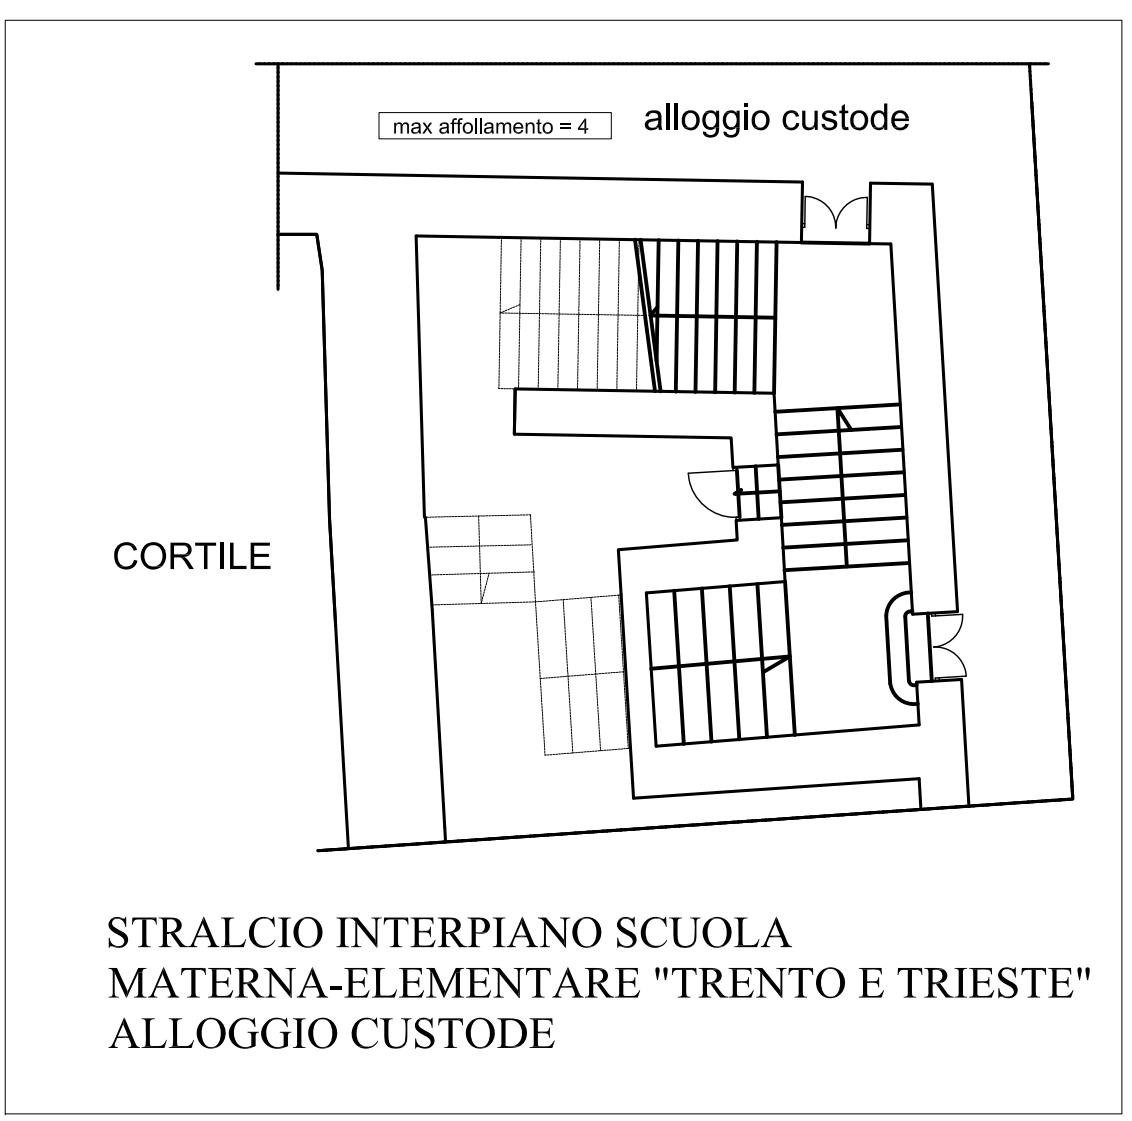 max affollamento = 4
alloggio custode
CORTILE
STRALCIO INTERPIANO SCUOLA
MATERNA-ELEMENTARE "TRENTO E TRIESTE"
ALLOGGIO CUSTODE